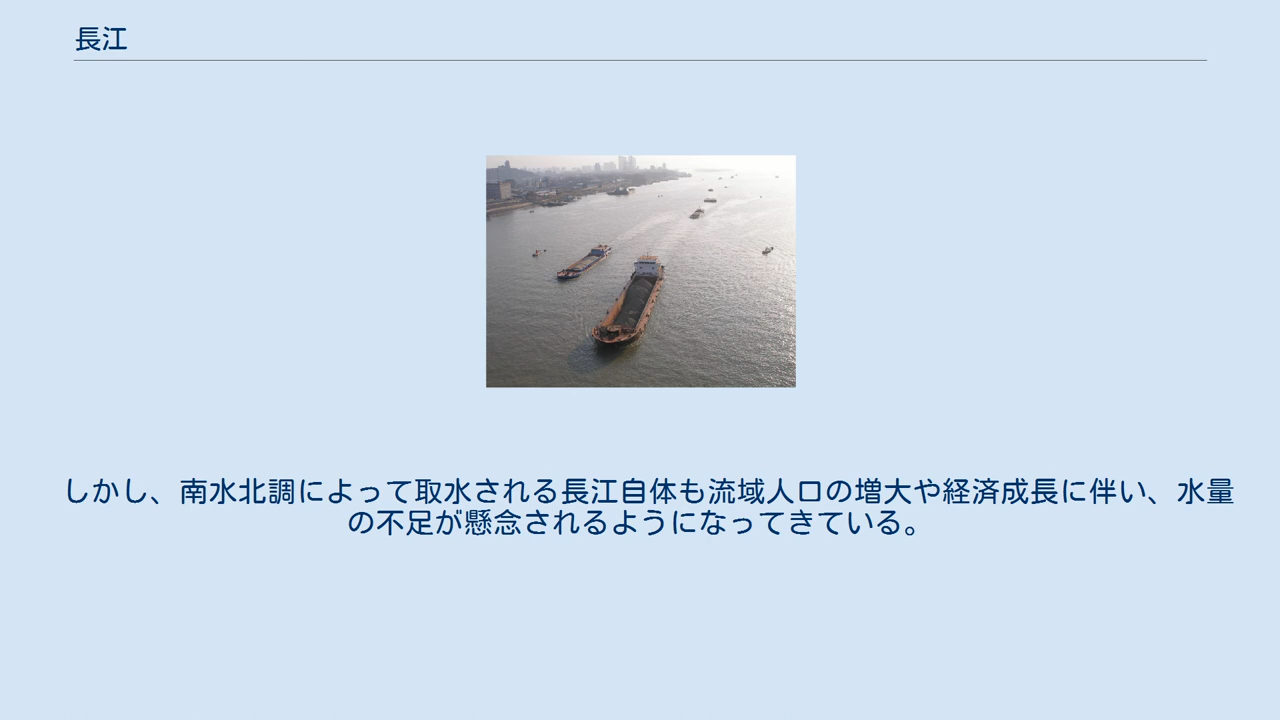 長江
しかし、南水北調によって取水される長江自体も流域人口の増大や経済成長に伴い、水量
の不足が懸念されるようになってきている。